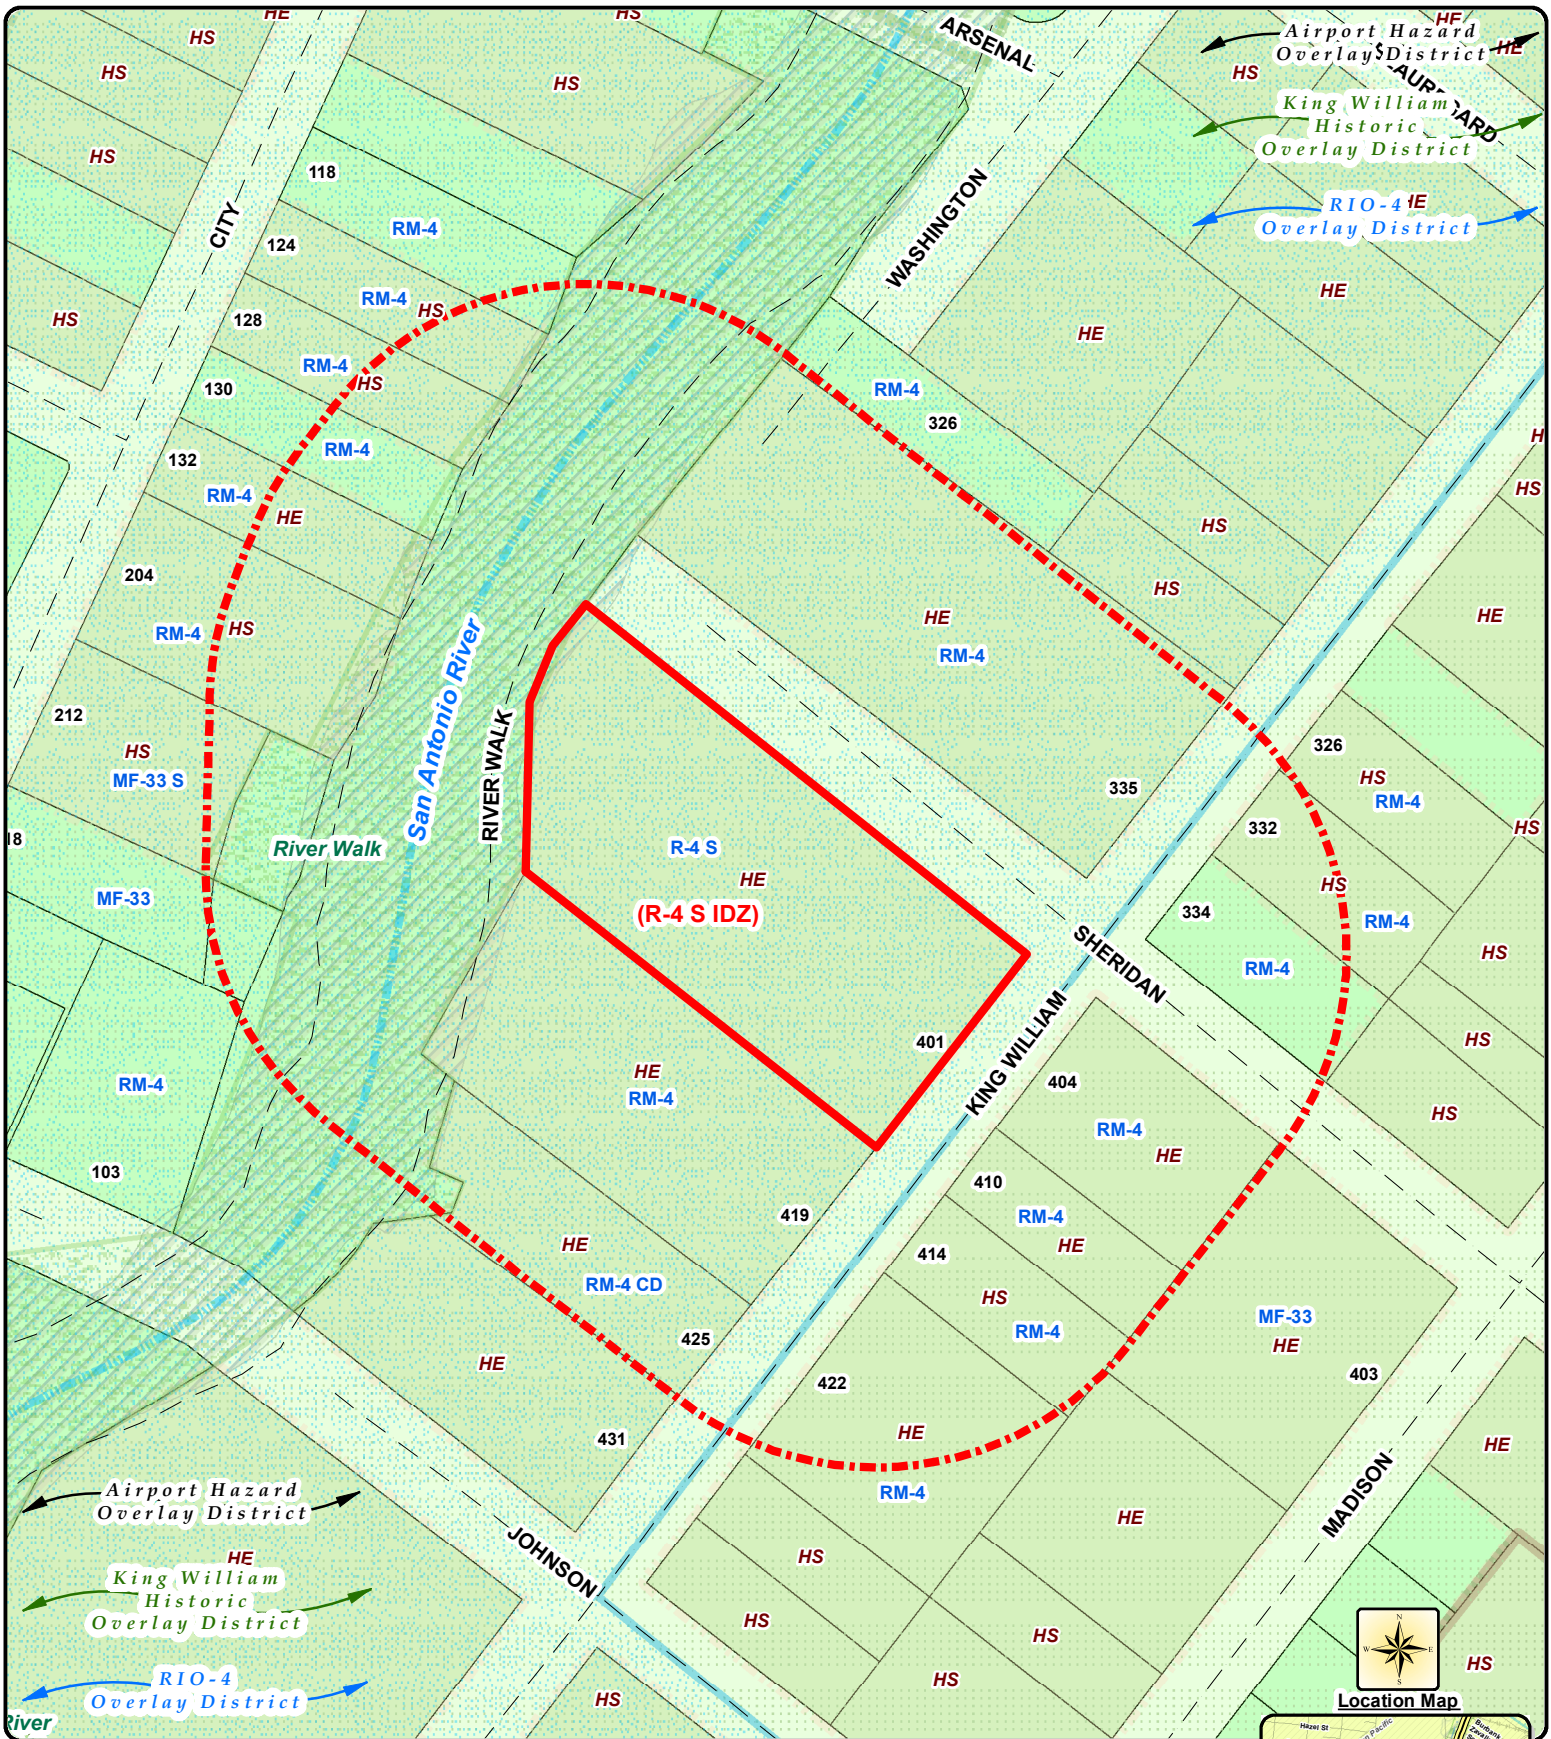 HE
HS
HS
HS
HS
ARSENAL
Airport Hazard
Overlay District
HE
HE
HS
King William
Historic
Overlay District
HS
118
CITY
124
RM-4
WASHINGTON
RIO-4
Overlay District
HE
HE
HS
128
RM-4
HS
HE
130
RM-4
HS
RM-4
326
132
RM-4
RM-4
HE
HS
HS
204
HS
HE
HE
RM-4
HS
RM-4
212
San Antonio River
RIVER WALK
HS
MF-33 S
326
HS
RM-4
335
332
HS
18
River Walk
R-4 S
HE
(R-4 S IDZ)
MF-33
HS
334
RM-4
SHERIDAN
RM-4
HS
401
KING WILLIAM
HS
RM-4
HE
RM-4
404
RM-4
HE
HS
103
410
RM-4
HE
419
414
HE
RM-4 CD
HS
RM-4
MF-33
HE
425
HE
422
403
431
HE
HE
Airport Hazard
Overlay District
RM-4
MADISON
HE
JOHNSON
HE
HS
King William
Historic
Overlay District
HS
HS
N
W E
S
HS
RIO-4
Overlay District
HS
HS
Location Map
River
Hazel St
Pacific
Burbank